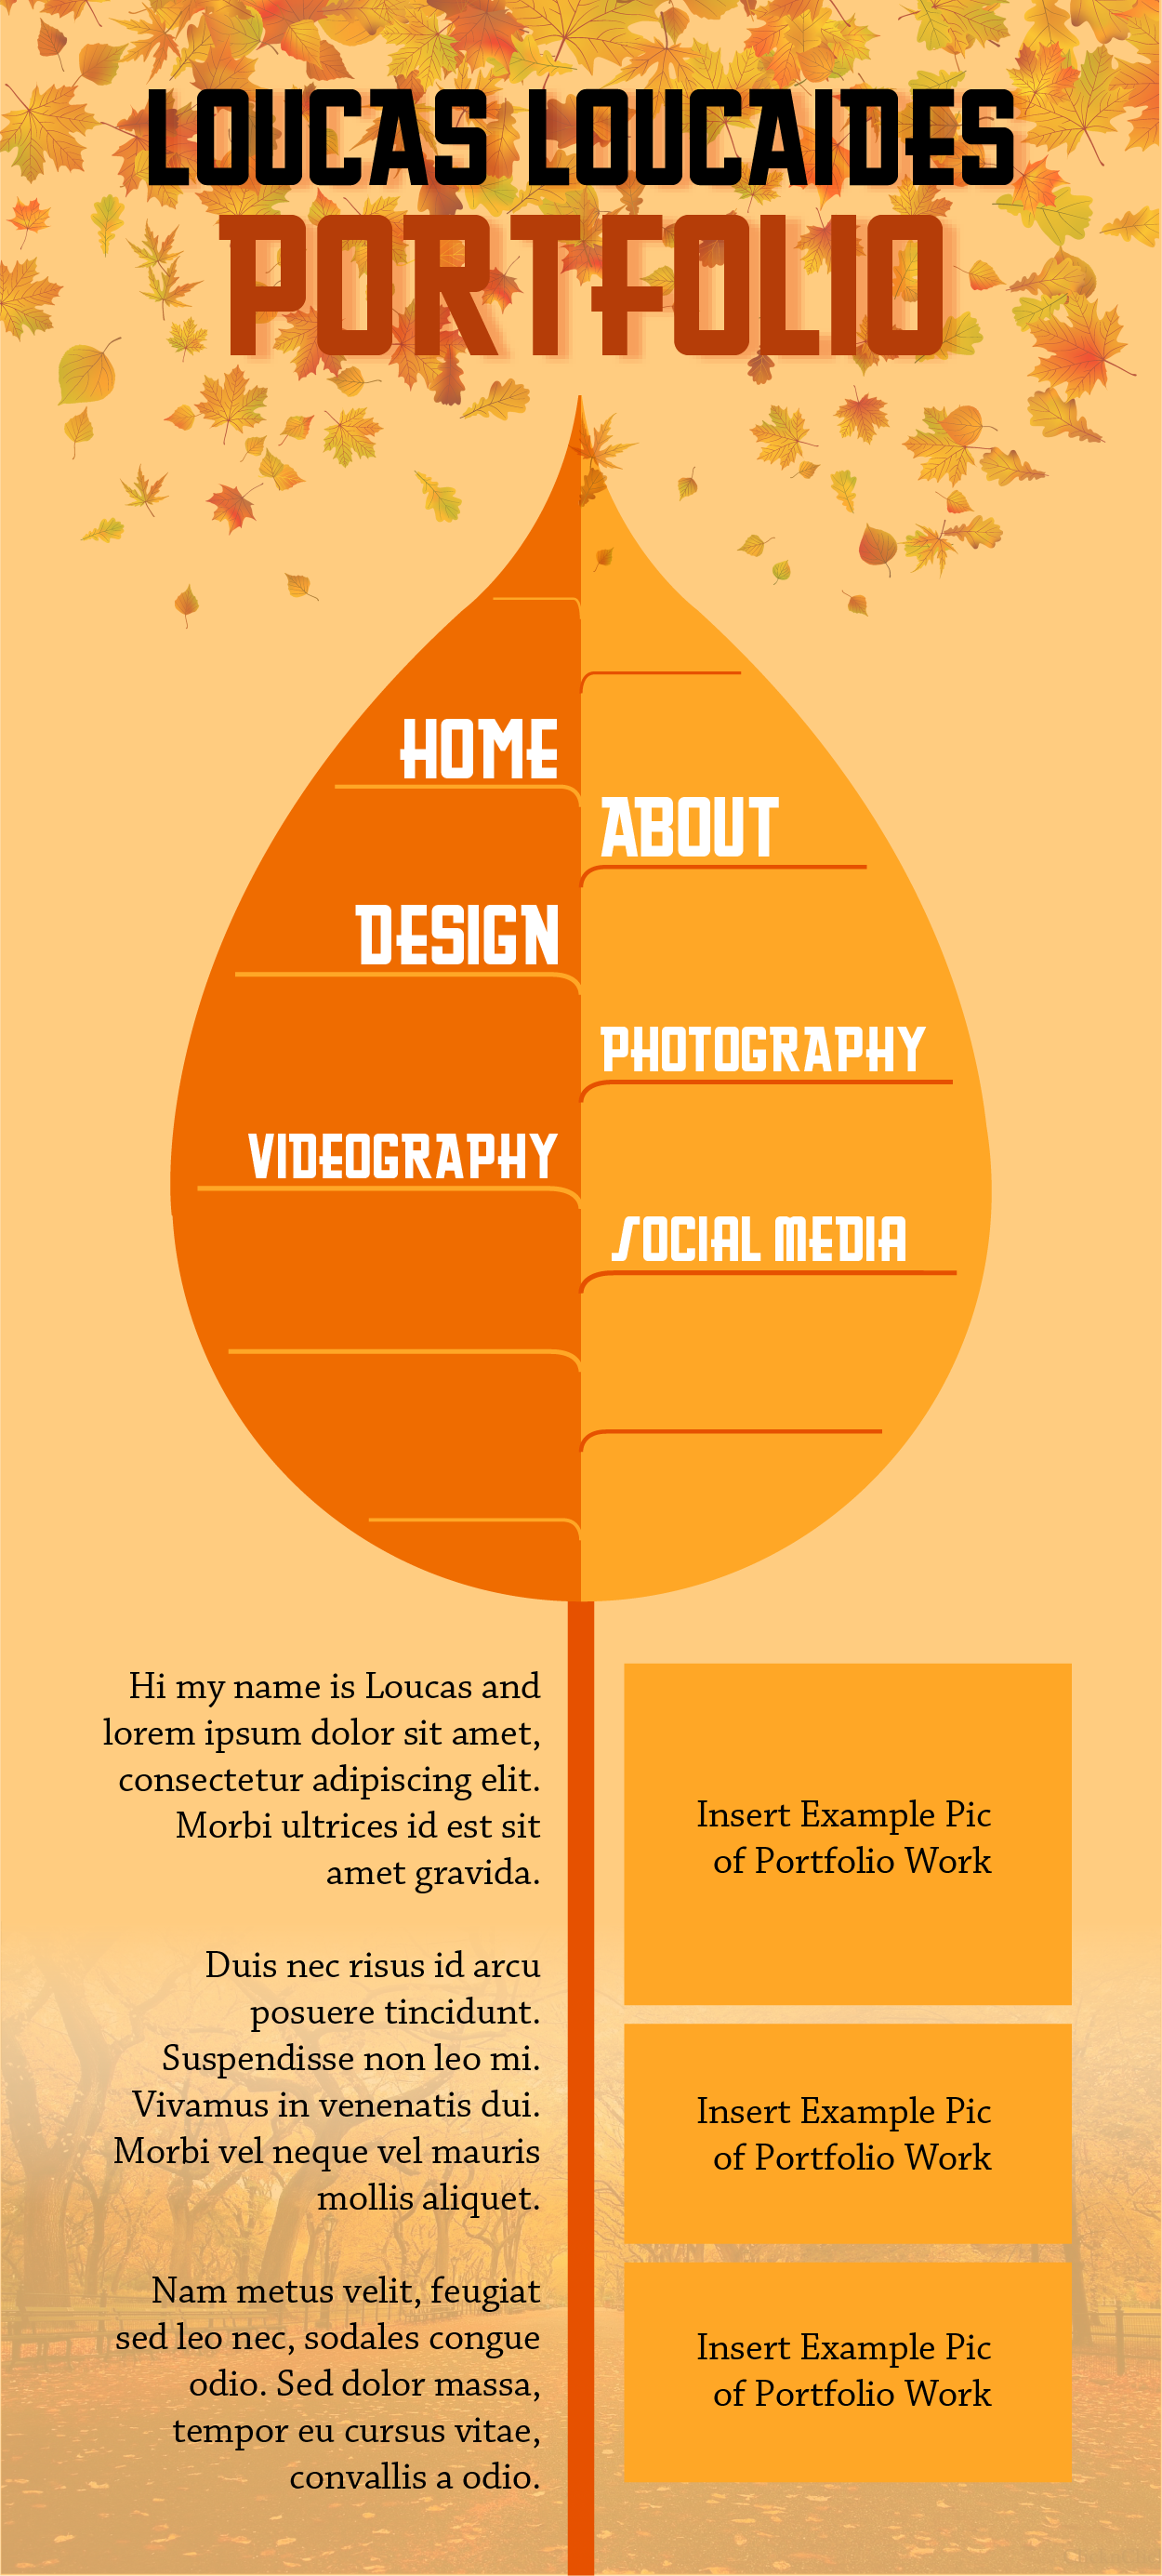 LOUCAS LOUCAIDES
PORTFOLIO
HOME
ABOUT
DESIGN
PHOTOGRAPHY
VIDEOGRAPHY
SOCIAL MEDIA
Hi my name is Loucas and
lorem ipsum dolor sit amet,
consectetur adipiscing elit.
Morbi ultrices id est sit
amet gravida.
Duis nec risus id arcu
posuere tincidunt.
Suspendisse non leo mi.
Vivamus in venenatis dui.
Morbi vel neque vel mauris
mollis aliquet.
Nam metus velit, feugiat
sed leo nec, sodales congue
odio. Sed dolor massa,
tempor eu cursus vitae,
convallis a odio.
Insert Example Pic
of Portfolio Work
Insert Example Pic
of Portfolio Work
Insert Example Pic
of Portfolio Work